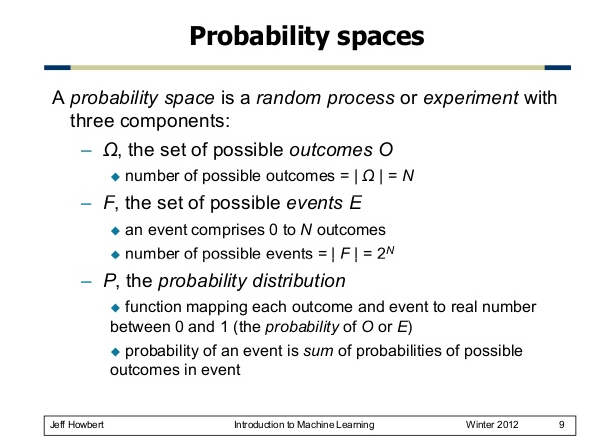 Probability spaces
A probability space is a random process or experiment with
three components:
– Ω, the set of possible outcomes O
◆ number of possible outcomes = | Ω | = N
– F, the set of possible events E
◆ an event comprises 0 to N outcomes
◆ number of possible events = | F | = 2^N
– P, the probability distribution
◆ function mapping each outcome and event to real number
between 0 and 1 (the probability of O or E)
◆ probability of an event is sum of probabilities of possible
outcomes in event
Jeff Howbert Introduction to Machine Learning Winter 2012 9